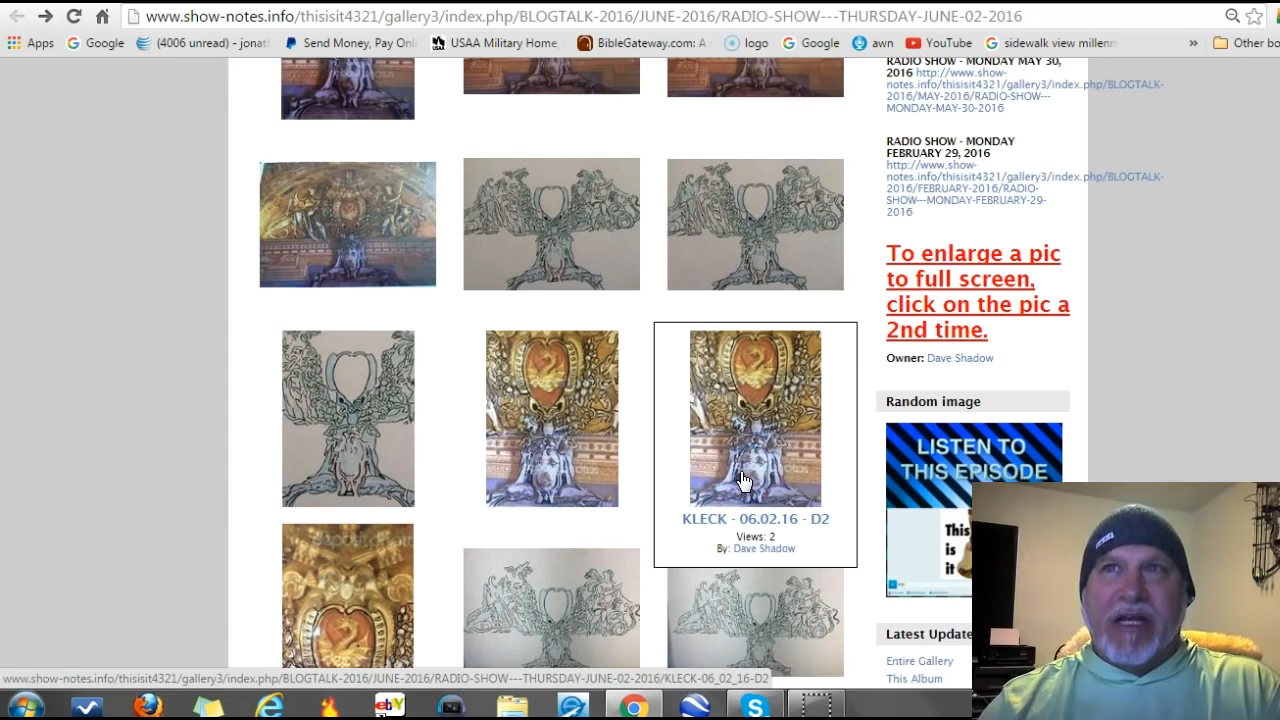 www.show-notes.info/thisisit4321/gallery3/index.php/BLOGTALK-2016/JUNE-2016/RADIO-SHOW---THURSDAY-JUNE-02-2016
Apps
Google
(4006 unread) - jonath
Send Money, Pay Onli
USAA Military Home,
BibleGateway.com: A
logo
Google
awn
YouTube
sidewalk view millenn
»
Other bo
RADIO SHOW - MONDAY MAY 30,
2016 http://www.show-
notes.info/thisisit4321/gallery3/index.php/BLOGTALK-
2016/MAY-2016/RADIO-SHOW---
MONDAY-MAY-30-2016
RADIO SHOW - MONDAY
FEBRUARY 29, 2016
http://www.show-
notes.info/thisisit4321/gallery3/index.php/BLOGTALK-
2016/FEBRUARY-2016/RADIO-
SHOW---MONDAY-FEBRUARY-29-
2016
To enlarge a pic
to full screen,
click on the pic a
2nd time.
Owner: Dave Shadow
Random image
LISTEN TO
THIS EPISODE
This
is
it
KLECK - 06.02.16 - D2
Views: 2
By: Dave Shadow
Latest Update
Entire Gallery
This Album
www.show-notes.info/thisisit4321/gallery3/index.php/BLOGTALK-2016/JUNE-2016/RADIO-SHOW---THURSDAY-JUNE-02-2016/KLECK-06_02_16-D2
ebY